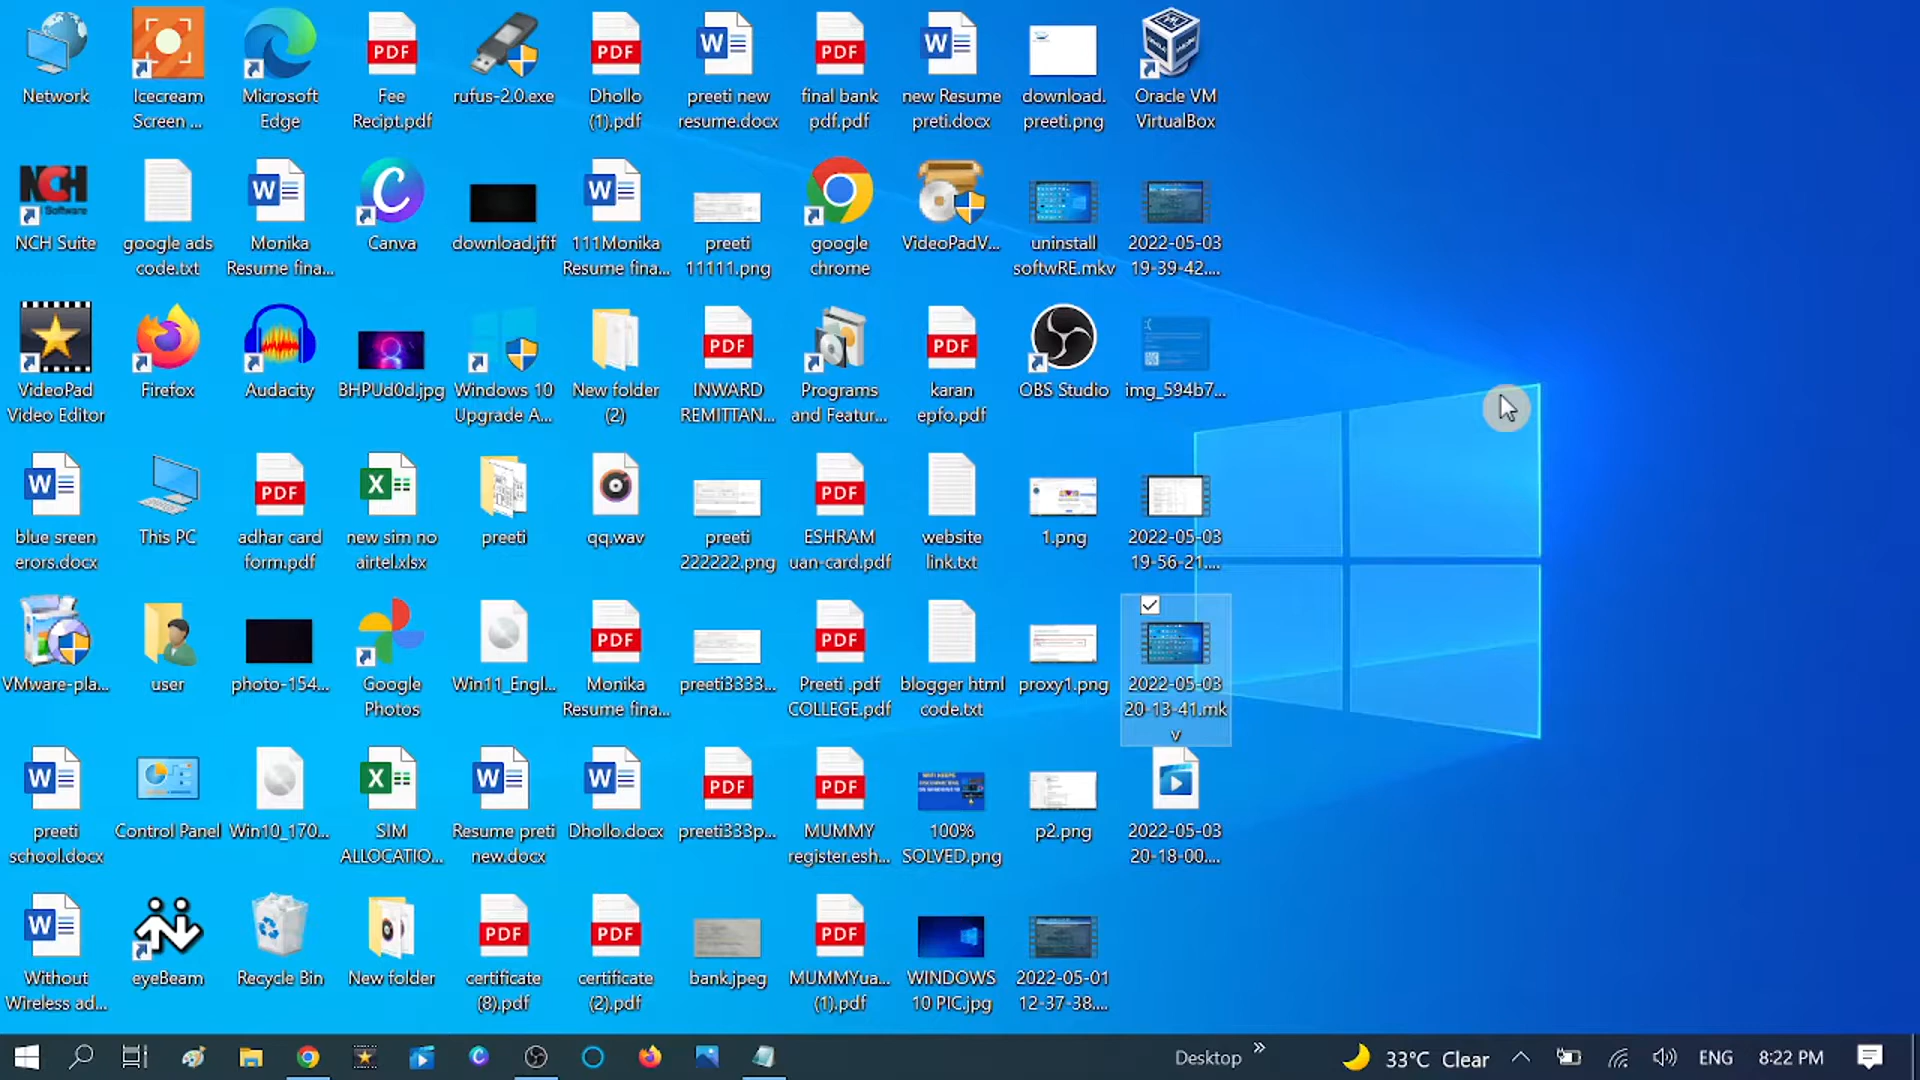 Network
Icecream
Screen ...
Microsoft
Edge
Fee
Recipt.pdf
rufus-2.0.exe
Dhollo
(1).pdf
preeti new
resume.docx
final bank
pdf.pdf
new Resume
preti.docx
download.
preeti.png
Oracle VM
VirtualBox
NCH Suite
google ads
code.txt
Monika
Resume fina...
Canva
download.jfif
111Monika
Resume fina...
preeti
11111.png
google
chrome
VideoPadV...
uninstall
softwRE.mkv
2022-05-03
19-39-42....
VideoPad
Video Editor
Firefox
Audacity
BHPUd0d.jpg
Windows 10
Upgrade A...
New folder
(2)
INWARD
REMITTAN...
Programs
and Featur...
karan
epfo.pdf
OBS Studio
img_594b7...
blue sreen
erors.docx
This PC
adhar card
form.pdf
new sim no
airtel.xlsx
preeti
qq.wav
preeti
222222.png
ESHRAM
uan-card.pdf
website
link.txt
1.png
2022-05-03
19-56-21....
VMware-pla...
user
photo-154...
Google
Photos
Win11_Engl...
Monika
Resume fina...
preeti3333...
Preeti .pdf
COLLEGE.pdf
blogger html
code.txt
proxy1.png
2022-05-03
20-13-41.mk
v
preeti
school.docx
Control Panel
Win10_170...
SIM
ALLOCATIO...
Resume preti
new.docx
Dhollo.docx
preeti333p...
MUMMY
register.esh...
100%
SOLVED.png
p2.png
2022-05-03
20-18-00....
Without
Wireless ad...
eyeBeam
Recycle Bin
New folder
certificate
(8).pdf
certificate
(2).pdf
bank.jpeg
MUMMYua...
(1).pdf
WINDOWS
10 PIC.jpg
2022-05-01
12-37-38....
Desktop
33°C Clear
ENG
8:22 PM